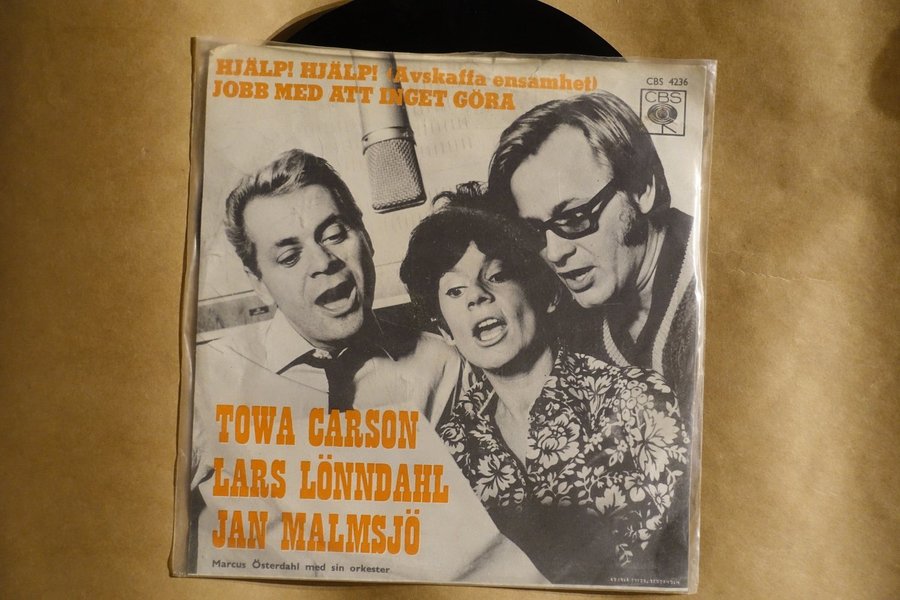 HJÄLP! HJÄLP! (Avskaffa ensamhet)
JOBB MED ATT INGET GÖRA
CBS 4236
CBS
TOWA CARSON
LARS LÖNNDAHL
JAN MALMSJÖ
Marcus Österdahl med sin orkester